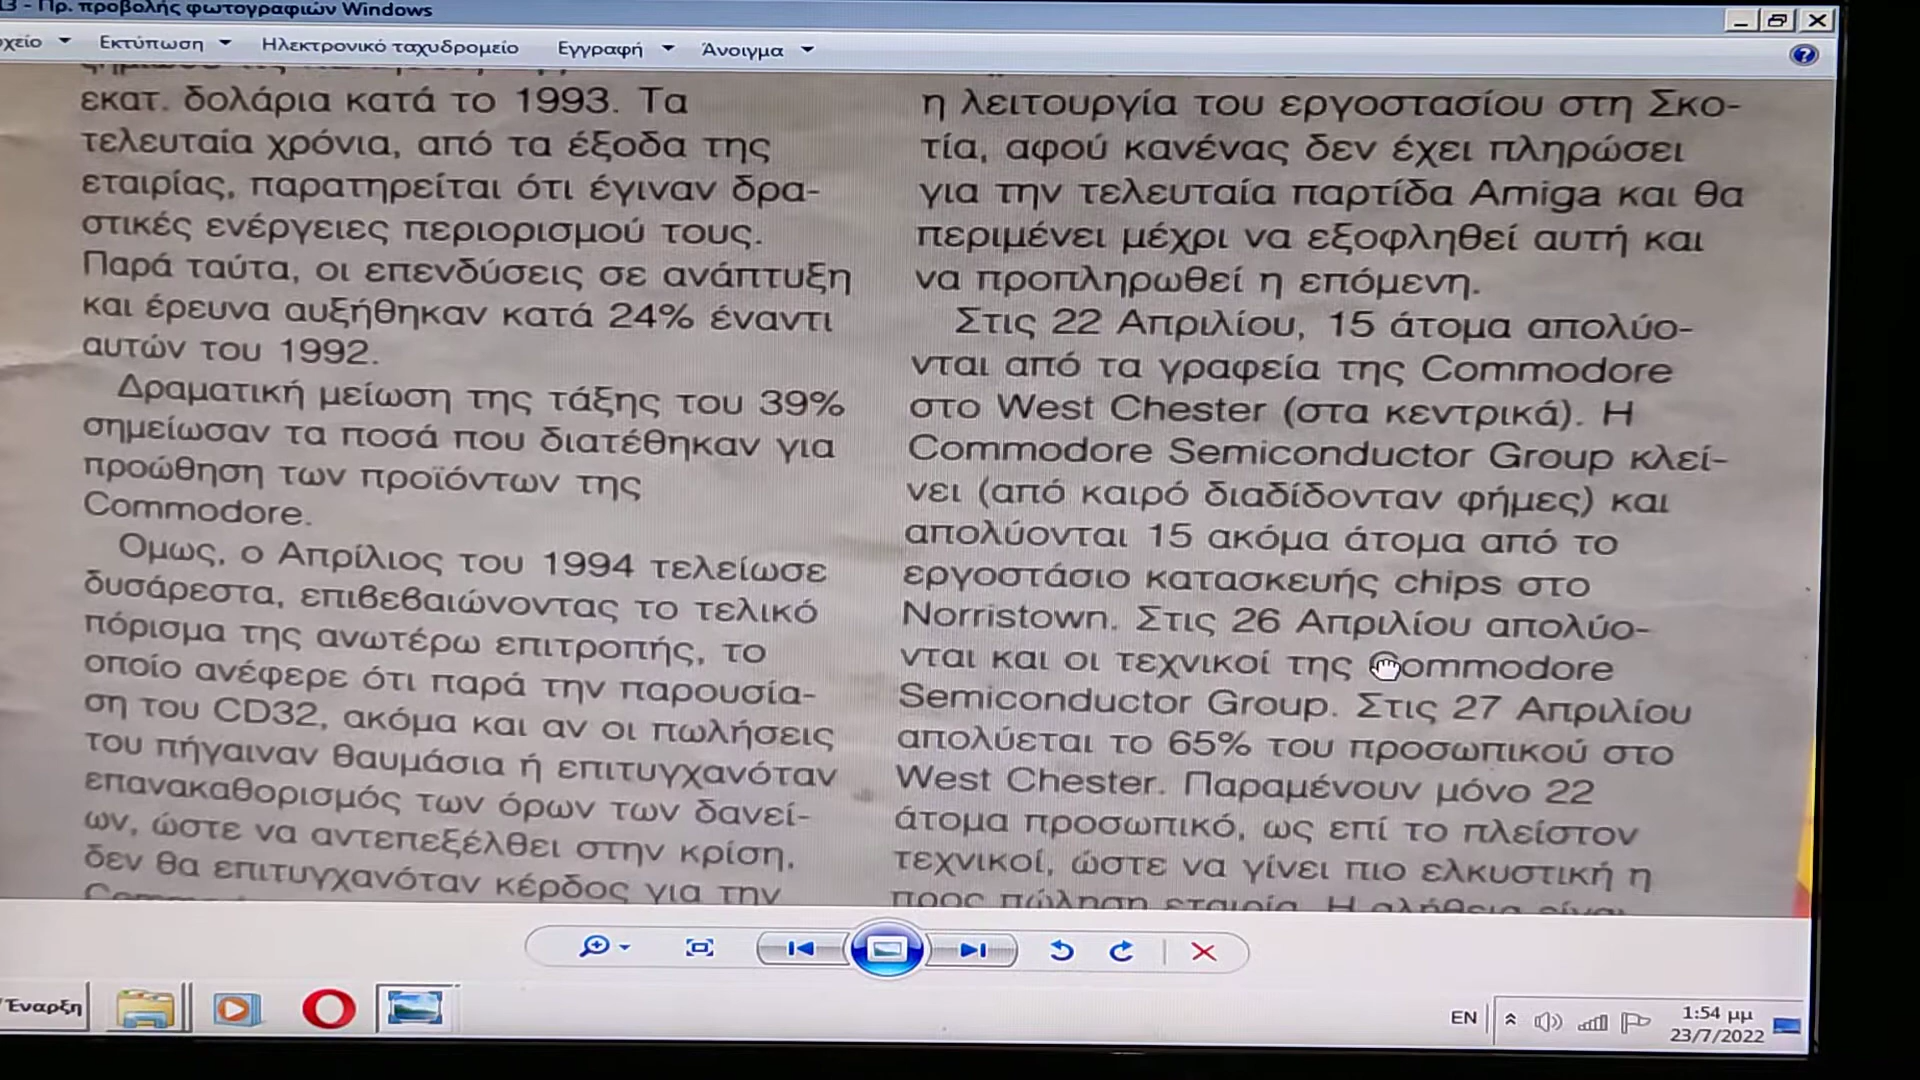 13 - Πρ. προβολής φωτογραφιών Windows
Εκτύπωση Ηλεκτρονικό ταχυδρομείο Εγγραφή Άνοιγμα
εκατ. δολάρια κατά το 1993. Τα
τελευταία χρόνια, από τα έξοδα της
εταιρίας, παρατηρείται ότι έγιναν δρα-
στικές ενέργειες περιορισμού τους.
Παρά ταύτα, οι επενδύσεις σε ανάπτυξη
και έρευνα αυξήθηκαν κατά 24% έναντι
αυτών του 1992.
Δραματική μείωση της τάξης του 39%
σημείωσαν τα ποσά που διατέθηκαν για
προώθηση των προϊόντων της
Commodore.
Ομως, ο Απρίλιος του 1994 τελείωσε
δυσάρεστα, επιβεβαιώνοντας το τελικό
πόρισμα της ανωτέρω επιτροπής, το
οποίο ανέφερε ότι παρά την παρουσία-
ση του CD32, ακόμα και αν οι πωλήσεις
του πήγαιναν θαυμάσια ή επιτυγχανόταν
επανακαθορισμός των όρων των δανεί-
ων, ώστε να αντεπεξέλθει στην κρίση,
δεν θα επιτυγχανόταν κέρδος για την
η λειτουργία του εργοστασίου στη Σκο-
τία, αφού κανένας δεν έχει πληρώσει
για την τελευταία παρτίδα Amiga και θα
περιμένει μέχρι να εξοφληθεί αυτή και
να προπληρωθεί η επόμενη.
Στις 22 Απριλίου, 15 άτομα απολύο-
νται από τα γραφεία της Commodore
στο West Chester (στα κεντρικά). Η
Commodore Semiconductor Group κλεί-
νει (από καιρό διαδίδονταν φήμες) και
απολύονται 15 ακόμα άτομα από το
εργοστάσιο κατασκευής chips στο
Norristown. Στις 26 Απριλίου απολύο-
νται και οι τεχνικοί της Commodore
Semiconductor Group. Στις 27 Απριλίου
απολύεται το 65% του προσωπικού στο
West Chester. Παραμένουν μόνο 22
άτομα προσωπικό, ως επί το πλείστον
τεχνικοί, ώστε να γίνει πιο ελκυστική η
προς πώληση εταιρία. Η αλήθεια είναι
Έναρξη
EN
1:54 μμ
23/7/2022